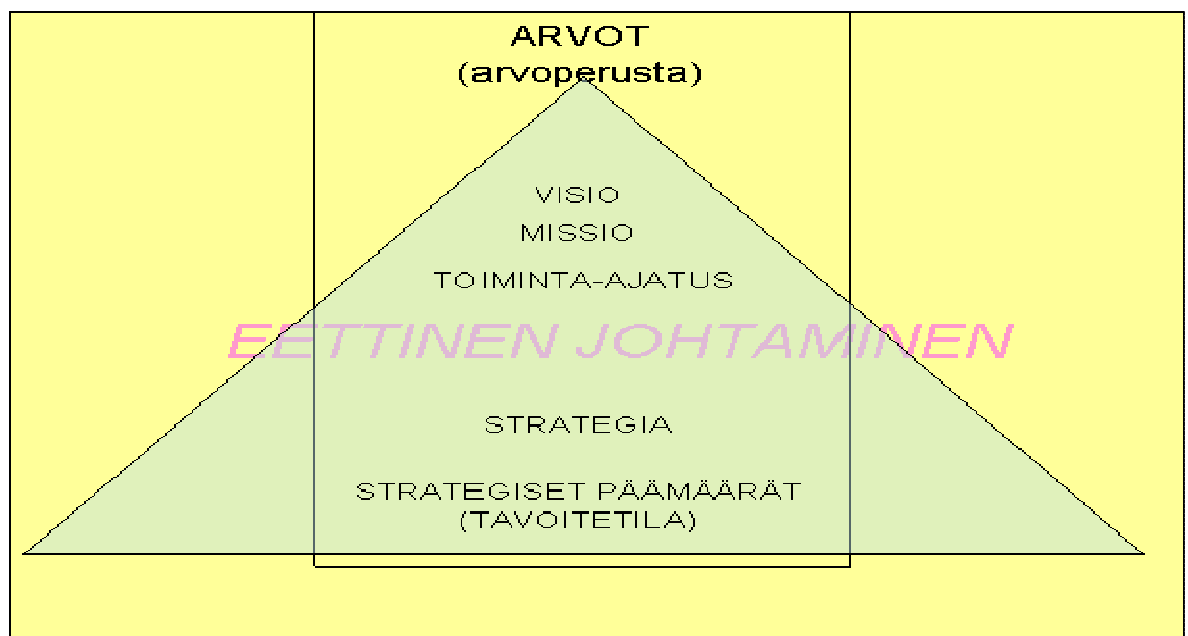 ARVOT
(arvoperusta)
VISIO
MISSIO
TOIMINTA-AJATUS
EETTINEN JOHTAMINEN
STRATEGIA
STRATEGISET PÄÄMÄÄRÄT
(TAVOITETILA)